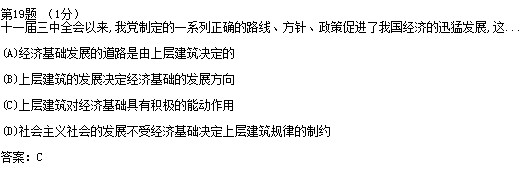 第19题 （1分）
十一届三中全会以来,我党制定的一系列正确的路线、方针、政策促进了我国经济的迅猛发展,这...
(A)经济基础发展的道路是由上层建筑决定的
(B)上层建筑的发展决定经济基础的发展方向
(C)上层建筑对经济基础具有积极的能动作用
(D)社会主义社会的发展不受经济基础决定上层建筑规律的制约
答案：C